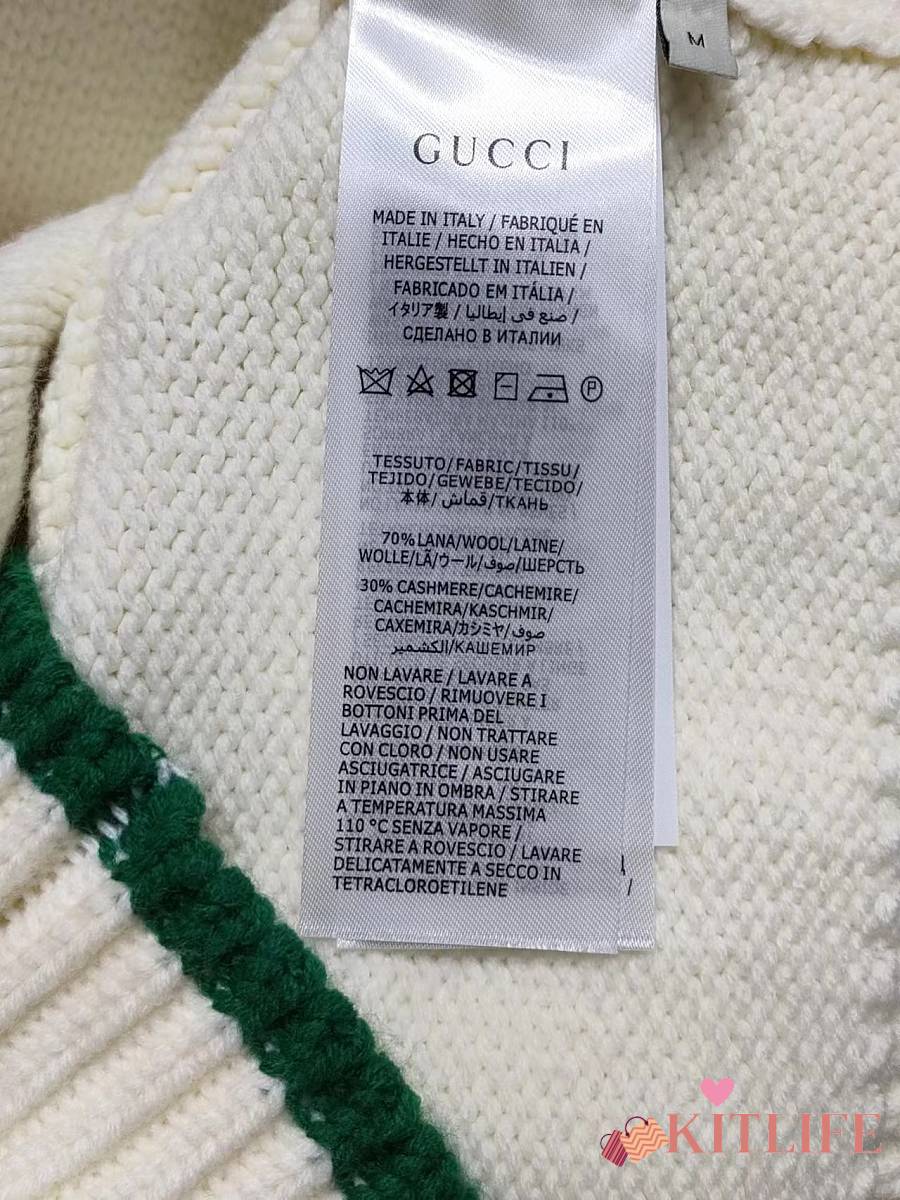 M
GUCCI
MADE IN ITALY / FABRIQUÉ EN
ITALIE / HECHO EN ITALIA /
HERGESTELLT IN ITALIEN /
FABRICADO EM ITÁLIA /
イタリア製 / صنع في إيطاليا /
СДЕЛАНО В ИТАЛИИ
P
TESSUTO/FABRIC/TISSU/
TEJIDO/GEWEBE/TECIDO/
本体/ قماش/ТКАНЬ
70%LANA/WOOL/LAINE/
WOLLE/LÃ/ウール/صوف/ШЕРСТЬ
30% CASHMERE/CACHEMIRE/
CACHEMIRA/KASCHMIR/
CAXEMIRA/カシミヤ/صوف
الكشمير/КАШЕМИР
NON LAVARE / LAVARE A
ROVESCIO / RIMUOVERE I
BOTTONI PRIMA DEL
LAVAGGIO / NON TRATTARE
CON CLORO / NON USARE
ASCIUGATRICE / ASCIUGARE
IN PIANO IN OMBRA / STIRARE
A TEMPERATURA MASSIMA
110 °C SENZA VAPORE /
STIRARE A ROVESCIO / LAVARE
DELICATAMENTE A SECCO IN
TETRACLOROETILENE
KITLIFE